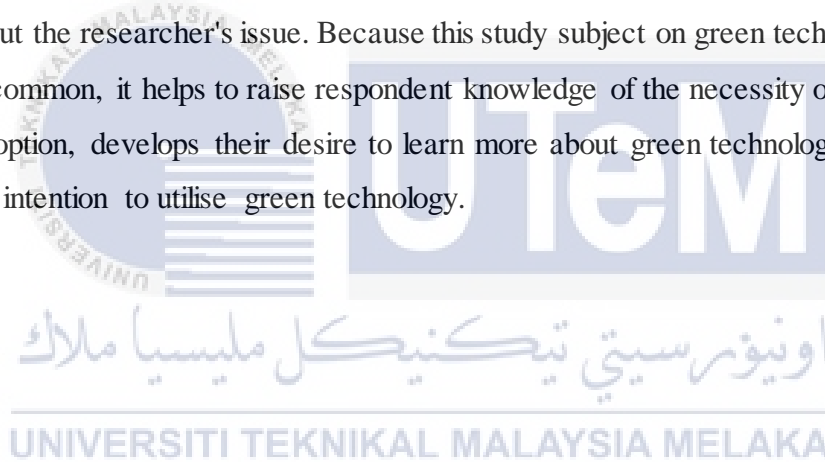 ut the researcher's issue. Because this study subject on green tech
common, it helps to raise respondent knowledge of the necessity o
option, develops their desire to learn more about green technolog
intention to utilise green technology.
UTeM
اونيۏرسيتي تيكنيكل مليسيا ملاك
UNIVERSITI TEKNIKAL MALAYSIA MELAKA